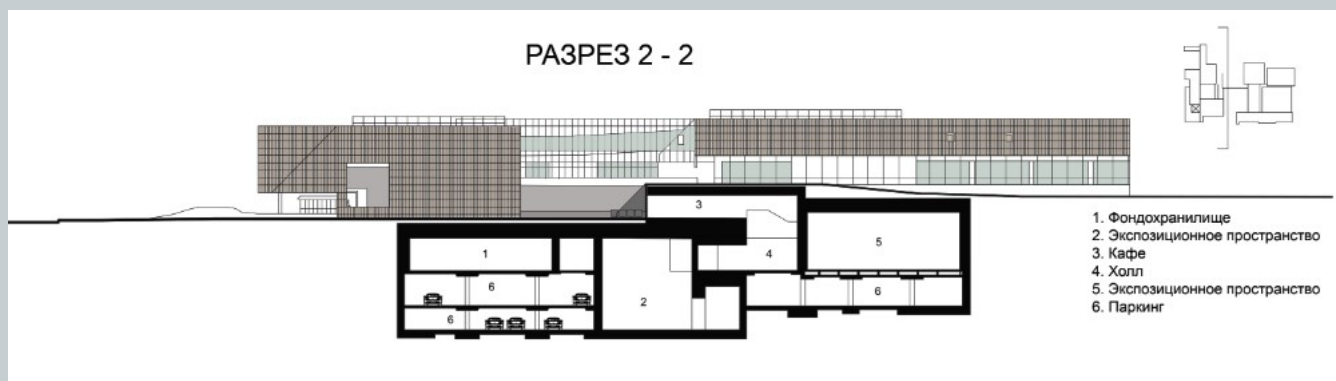 РАЗРЕЗ 2 - 2
1. Фондохранилище
2. Экспозиционное пространство
3. Кафе
4. Холл
5. Экспозиционное пространство
6. Паркинг
3
1
4
5
6
2
6
6